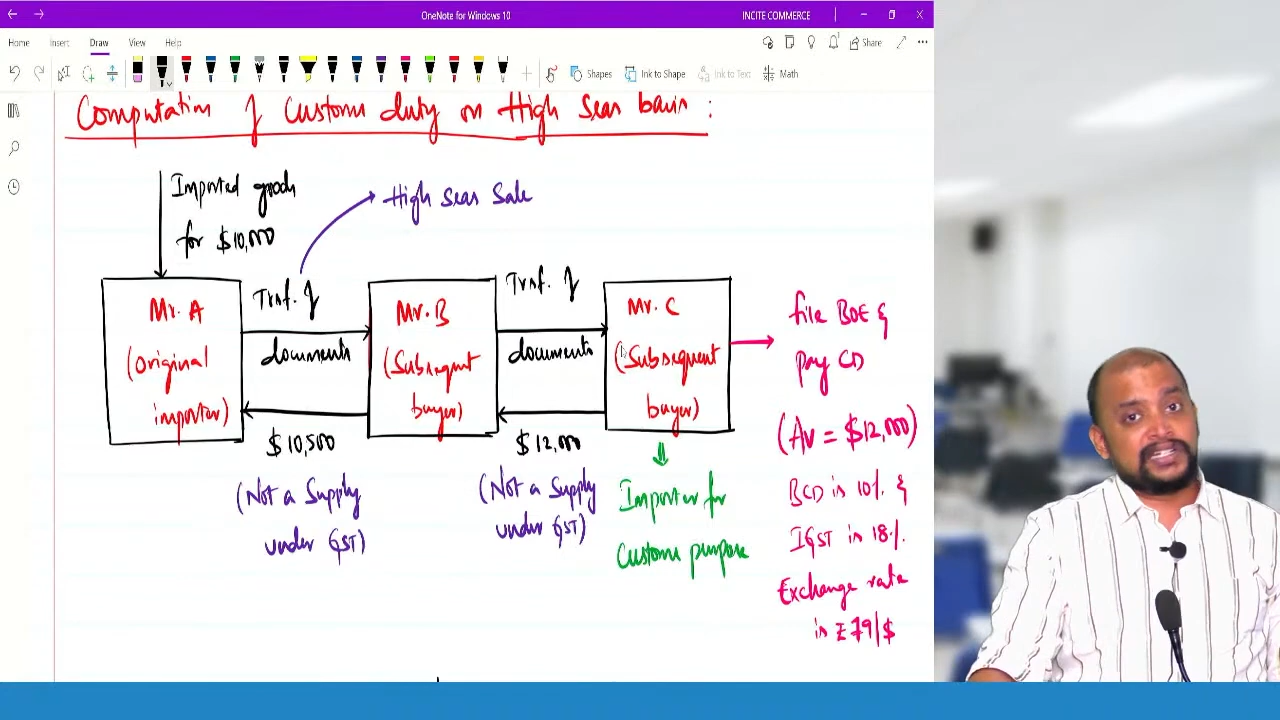 OneNote for Windows 10
INCITE COMMERCE
Home Insert Draw View Help
Share
Shapes
Ink to Shape
Ink to Text
Math
Computation of Customs duty on High Seas basis :
Imported goods
for $10,000
High Seas Sale
Mr. A
(Original
importer)
Trnf. of
documents
$10,500
(Not a Supply
under GST)
Mr. B
(Subsequent
buyer)
Trnf. of
documents
$12,000
(Not a Supply
under GST)
Mr. C
(Subsequent
buyer)
Importer for
Customs purpose
file BOE &
pay CD
(AV = $12,000)
BCD is 10% &
IGST is 18%.
Exchange rate
is ₹79/$